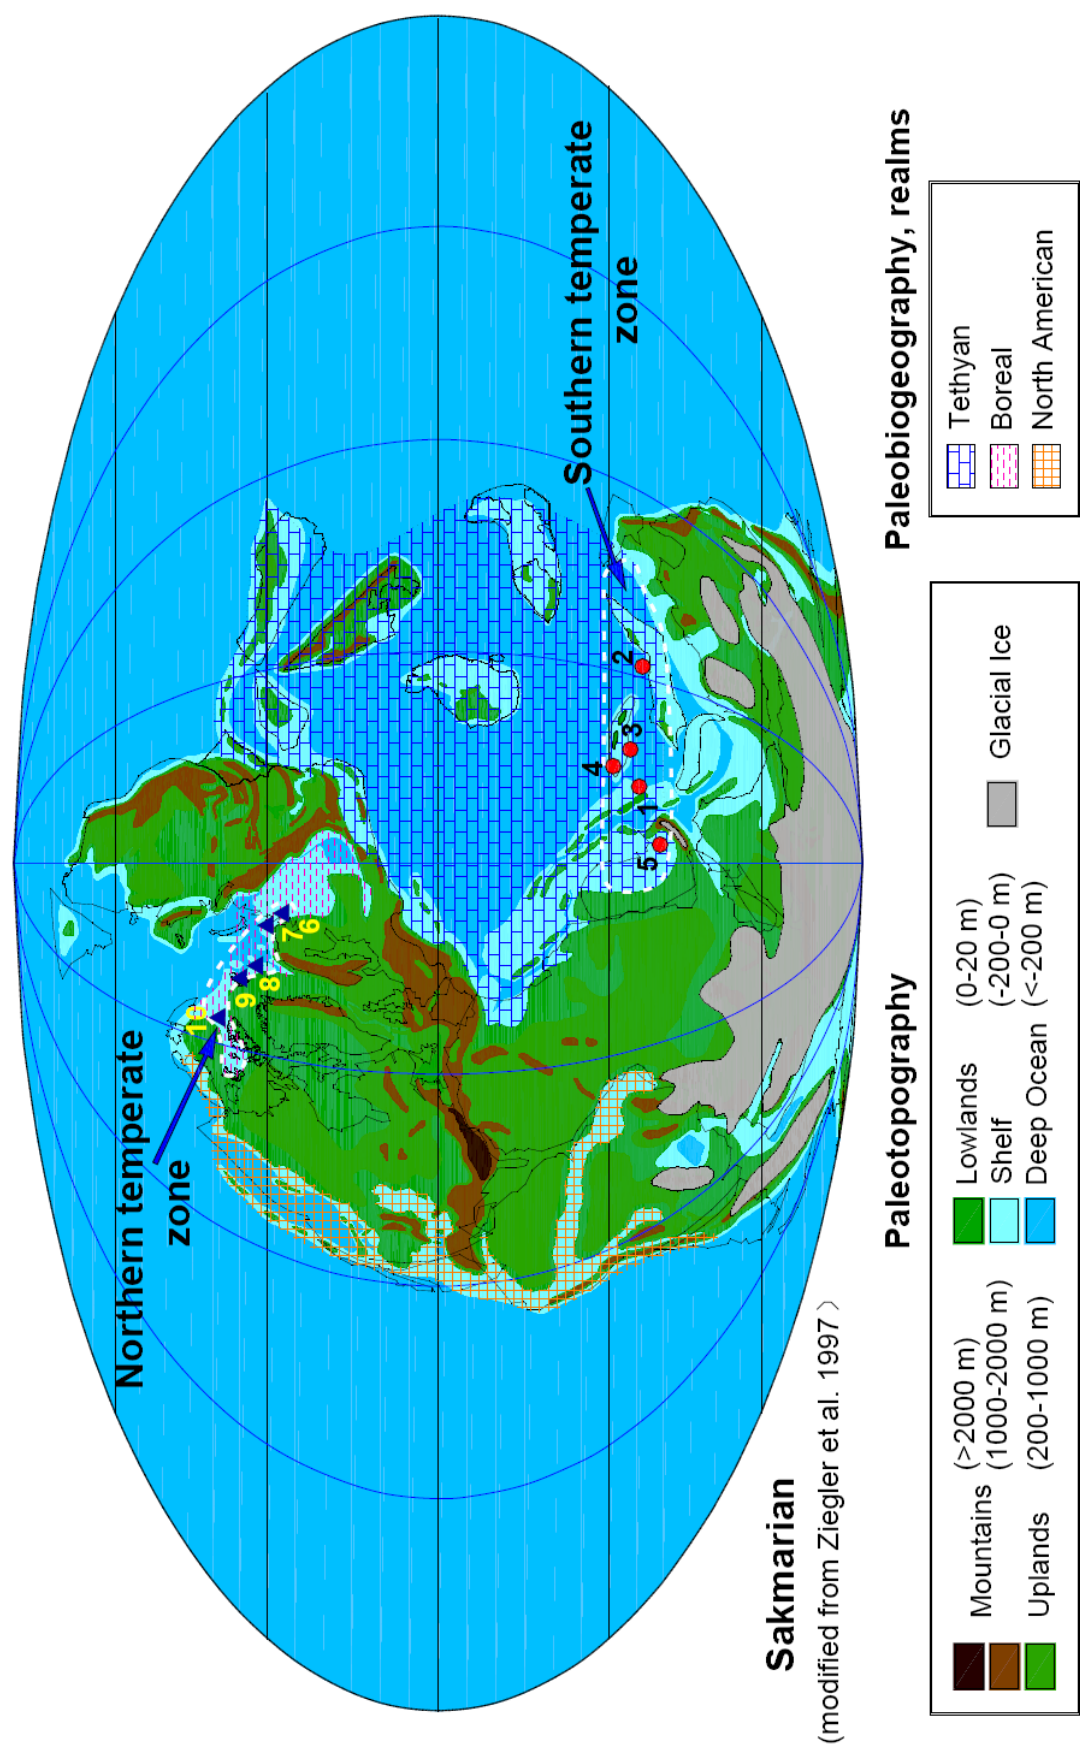 Northern temperate
zone
10
9
8
7
6
Southern temperate
zone
4
3
2
1
5
Sakmarian
(modified from Ziegler et al. 1997 〉
Paleotopography
Mountains (>2000 m)
(1000-2000 m)
Uplands (200-1000 m)
Lowlands (0-20 m)
Shelf (-200-0 m)
Deep Ocean (<-200 m)
Glacial Ice
Paleobiogeography, realms
Tethyan
Boreal
North American